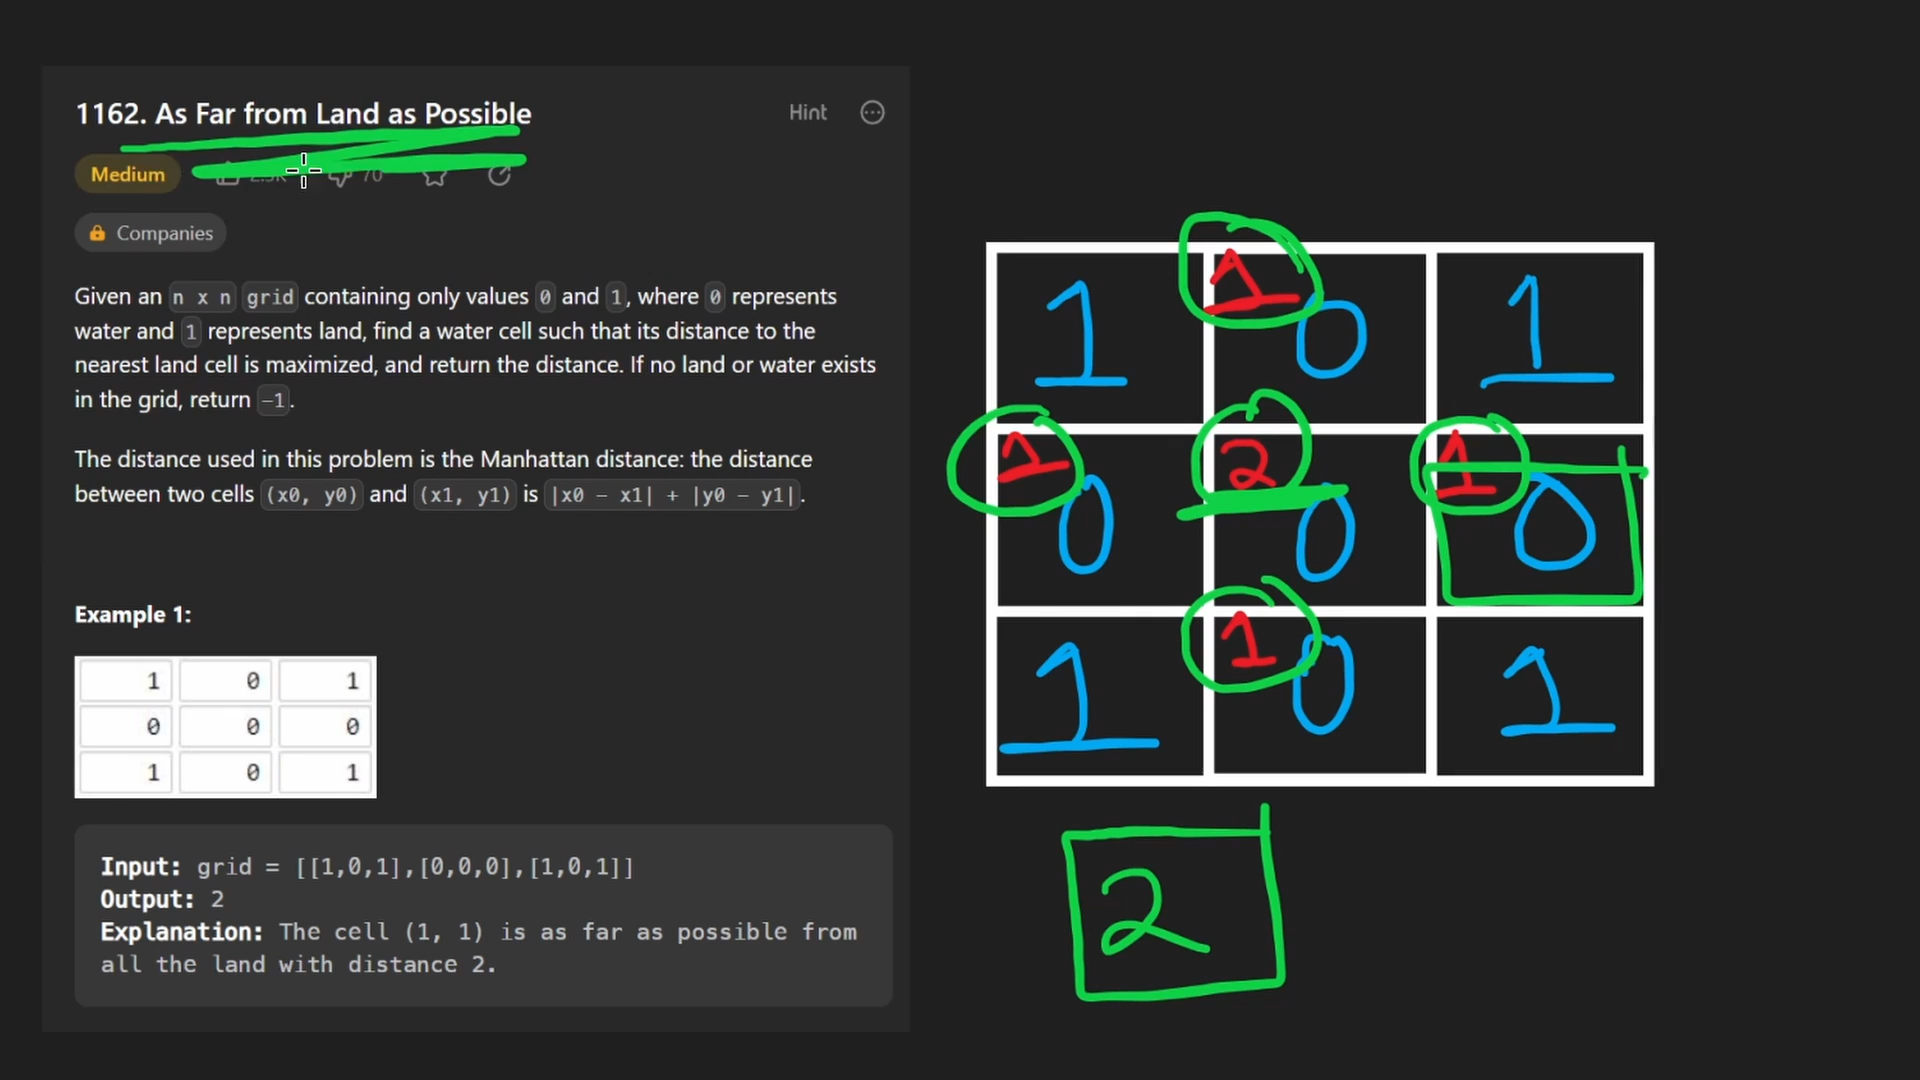 1162. As Far from Land as Possible
Hint
Medium
2.5K
70
Companies
Given an n x n grid containing only values 0 and 1, where 0 represents
water and 1 represents land, find a water cell such that its distance to the
nearest land cell is maximized, and return the distance. If no land or water exists
in the grid, return -1.
The distance used in this problem is the Manhattan distance: the distance
between two cells (x0, y0) and (x1, y1) is |x0 - x1| + |y0 - y1|.
Example 1:
1 0 1
0 0 0
1 0 1
Input: grid = [[1,0,1],[0,0,0],[1,0,1]]
Output: 2
Explanation: The cell (1, 1) is as far as possible from
all the land with distance 2.
1 1 0 1
1 0 2 0 1 0
1 1 0 1
2